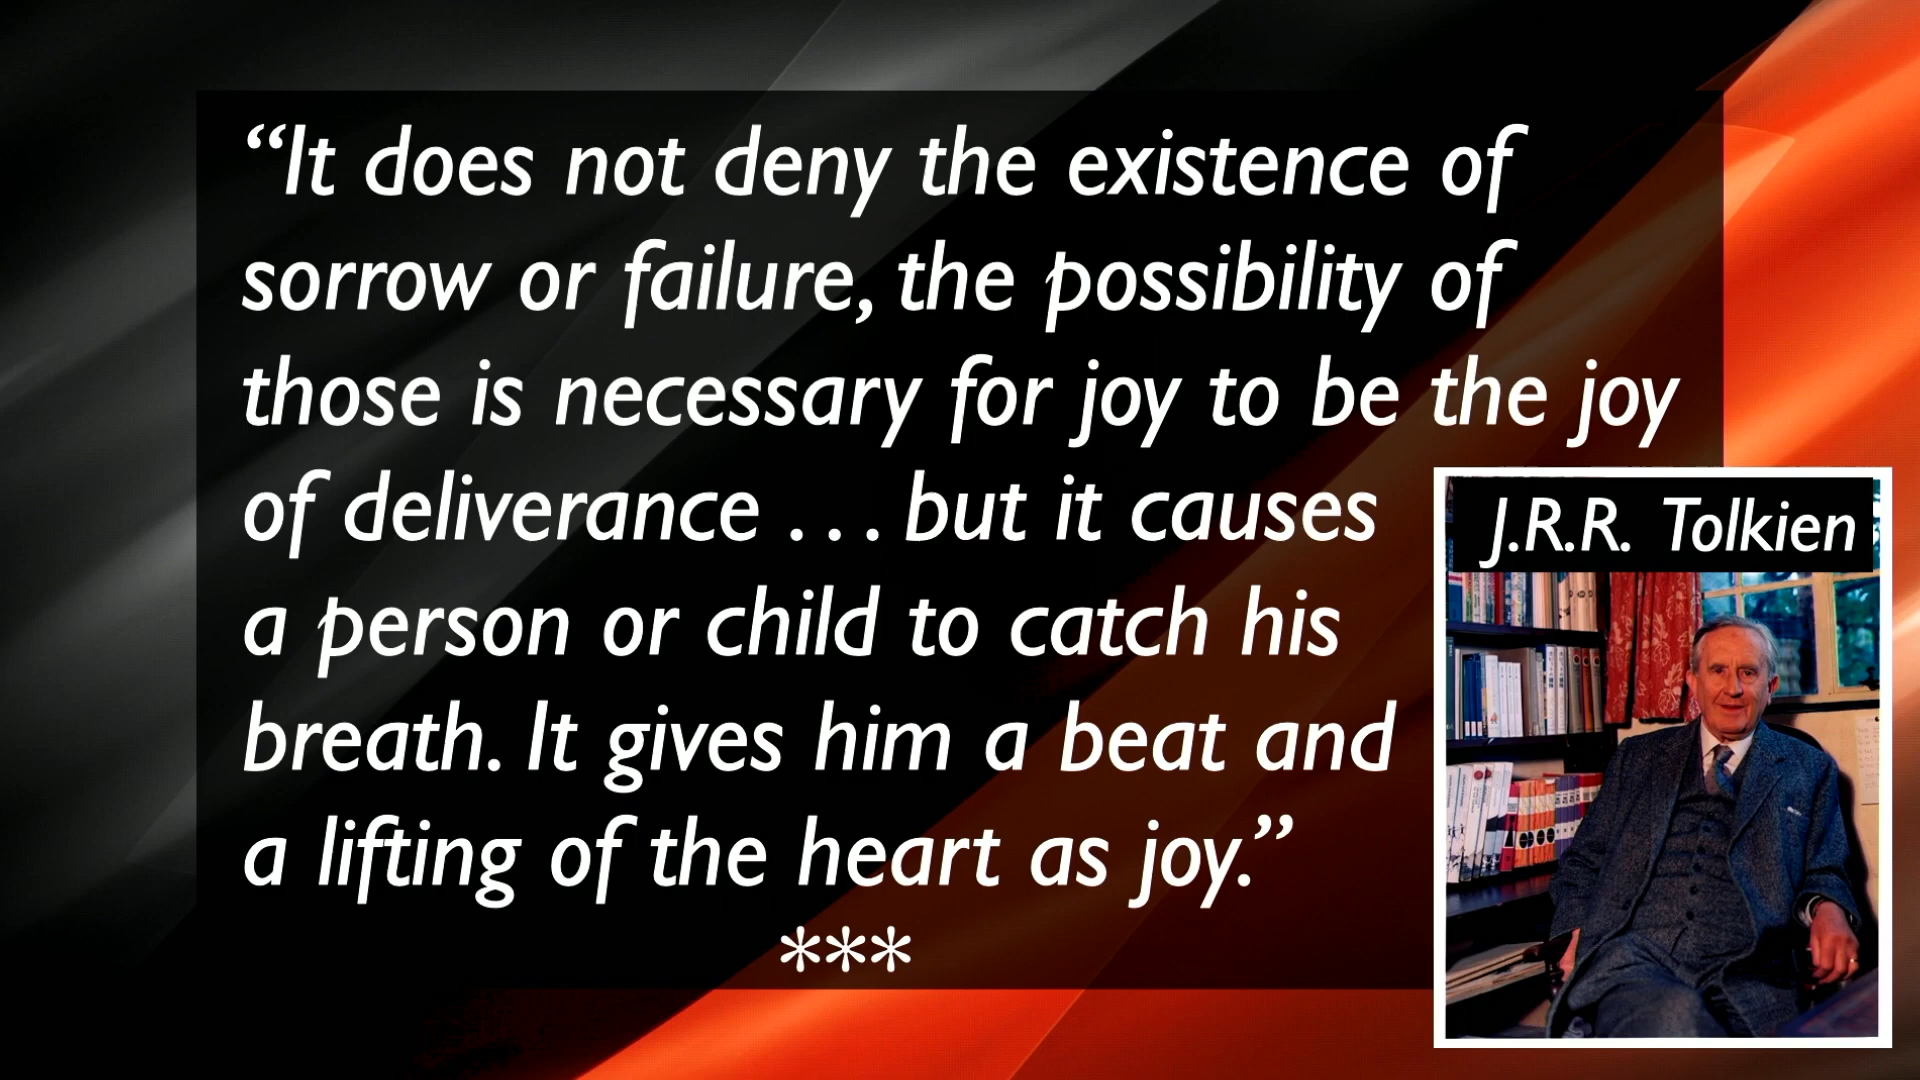 “It does not deny the existence of
sorrow or failure, the possibility of
those is necessary for joy to be the joy
of deliverance . . . but it causes
a person or child to catch his
breath. It gives him a beat and
a lifting of the heart as joy.”
***
J.R.R. Tolkien